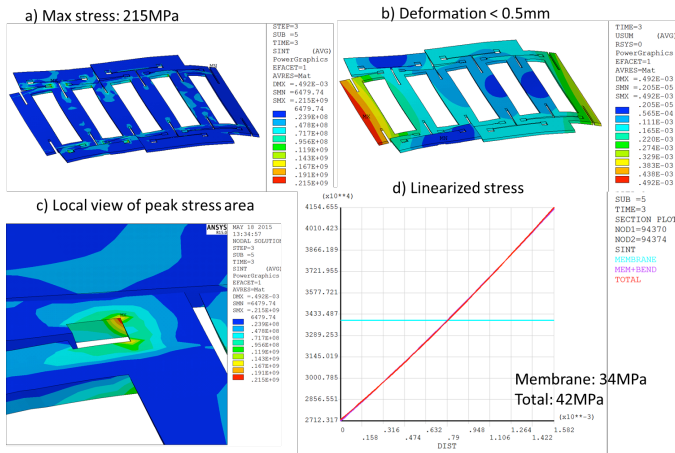 a) Max stress: 215MPa
STEP=3
SUB =5
TIME=3
SINT (AVG)
PowerGraphics
EFACET=1
AVRES=Mat
DMX =.492E-03
SMN =6479.74
SMX =.215E+09
6479.74
.239E+08
.478E+08
.717E+08
.956E+08
.119E+09
.143E+09
.167E+09
.191E+09
.215E+09
b) Deformation < 0.5mm
TIME=3
USUM (AVG)
RSYS=0
PowerGraphics
EFACET=1
AVRES=Mat
DMX =.492E-03
SMN =.205E-05
SMX =.492E-03
.205E-05
.565E-04
.111E-03
.165E-03
.220E-03
.274E-03
.329E-03
.383E-03
.438E-03
.492E-03
c) Local view of peak stress area
ANSYS
MAY 18 2015
13:34:57
NODAL SOLUTION
STEP=3
SUB =5
TIME=3
SINT (AVG)
PowerGraphics
EFACET=1
AVRES=Mat
DMX =.492E-03
SMN =6479.74
SMX =.215E+09
6479.74
.239E+08
.478E+08
.717E+08
.956E+08
.119E+09
.143E+09
.167E+09
.191E+09
.215E+09
d) Linearized stress
(x10**4)
4154.655
4010.423
3866.189
3721.955
3577.721
3433.487
3289.253
3145.019
3000.785
2856.551
2712.317
0
.158
.316
.474
.632
.79
.948
1.106
1.264
1.422
1.582
(x10**-3)
DIST
Membrane: 34MPa
Total: 42MPa
SUB =5
TIME=3
SECTION PLOT
NOD1=94370
NOD2=94374
SINT
MEMBRANE
MEM+BEND
TOTAL